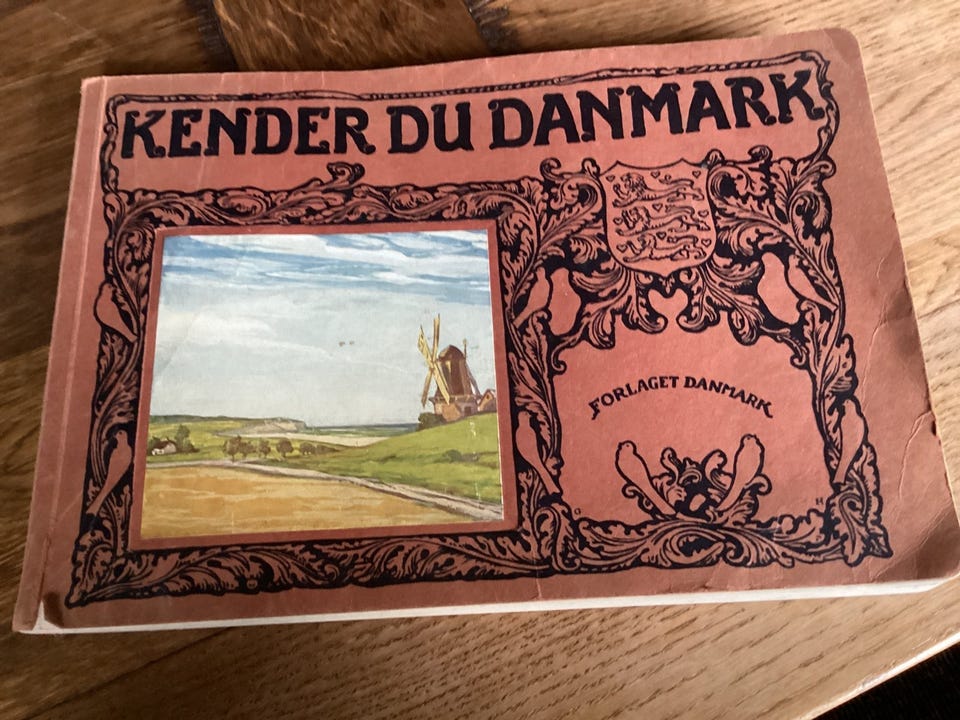 KENDER DU DANMARK
FORLAGET DANMARK
G H